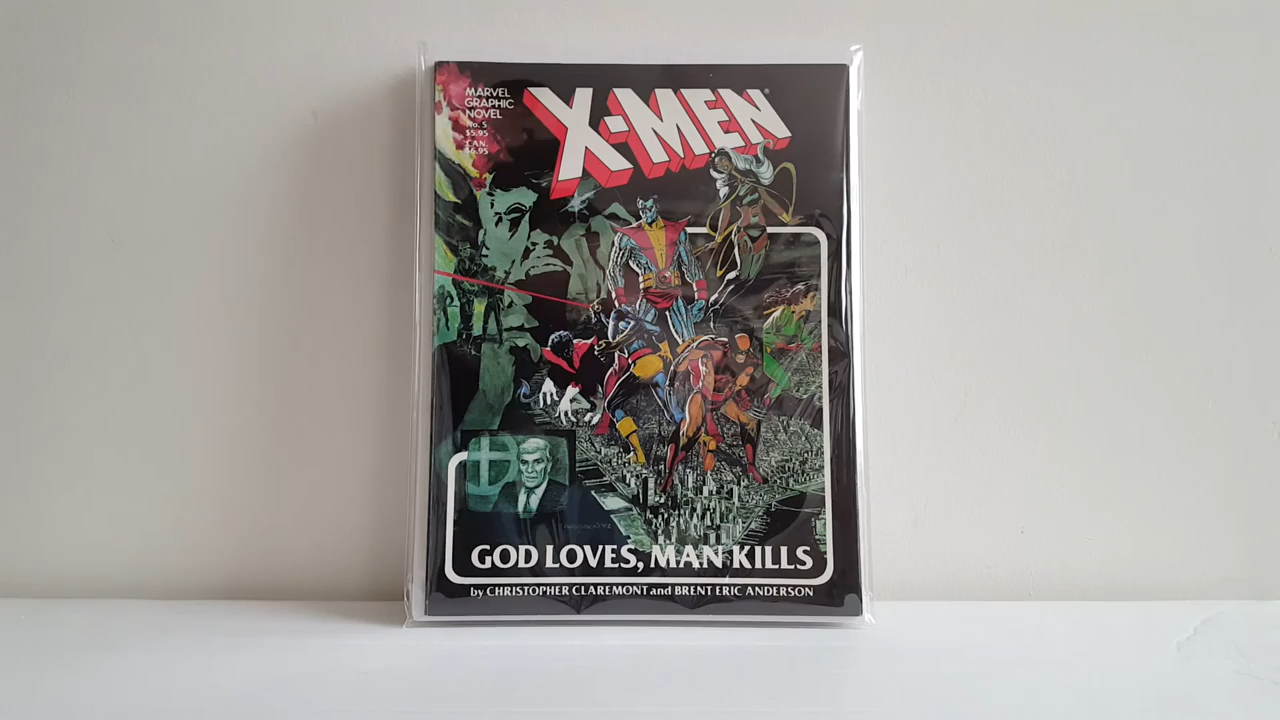 MARVEL
GRAPHIC
NOVEL
No. 5
$5.95
CAN.
$6.95
X-MEN
GOD LOVES, MAN KILLS
by CHRISTOPHER CLAREMONT and BRENT ERIC ANDERSON